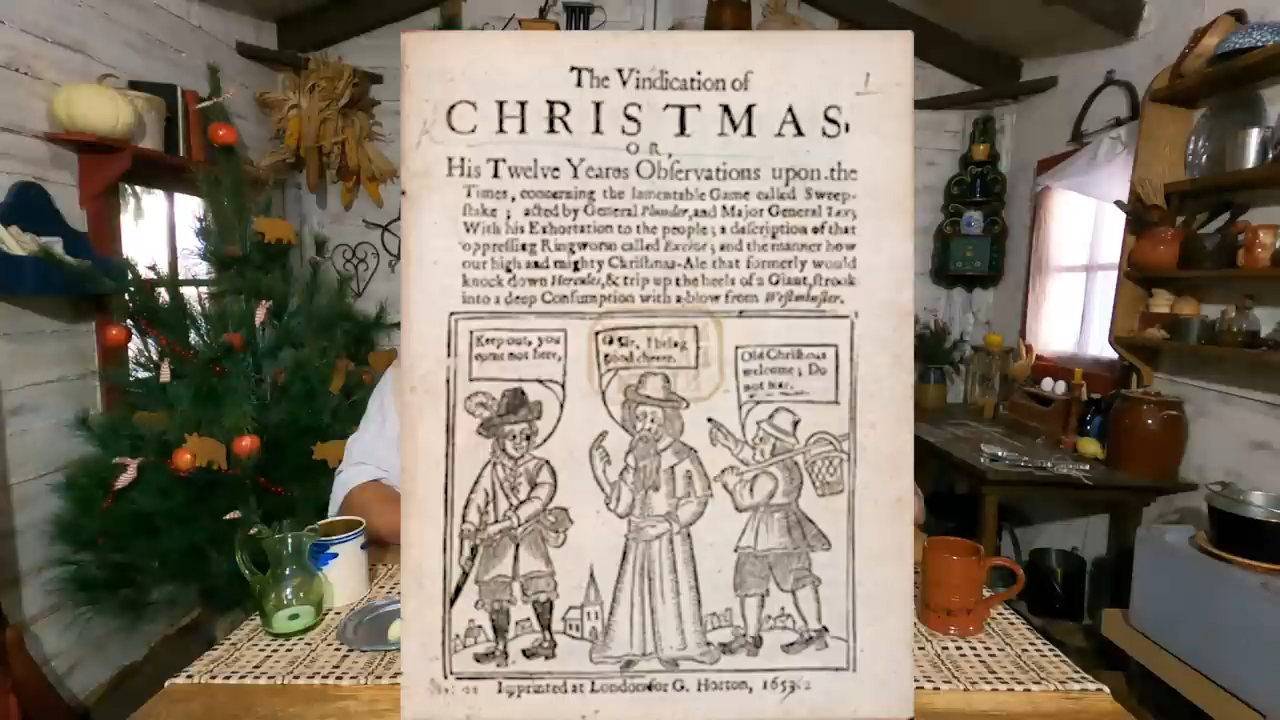 The Vindication of
CHRISTMAS,
OR,
His Twelve Yeares Obſervations upon the
Times, concerning the lamentable Game called Sweep-
ſtake; acted by General Plunder, and Major General Tax;
With his Exhortation to the people; a deſcription of that
oppreſſing Ringworm called Excize; and the manner how
our high and mighty Chriſtmas-Ale that formerly would
knock down Hercules, & trip up the heels of a Giant, ſtrook
into a deep Conſumption with a blow from Weſtminſter.
Keep out, you
come not here,
O Sir, I bring
good cheere.
Old Chriſtmas
welcome; Do
not fear.
Imprinted at London for G. Horton, 1653
1